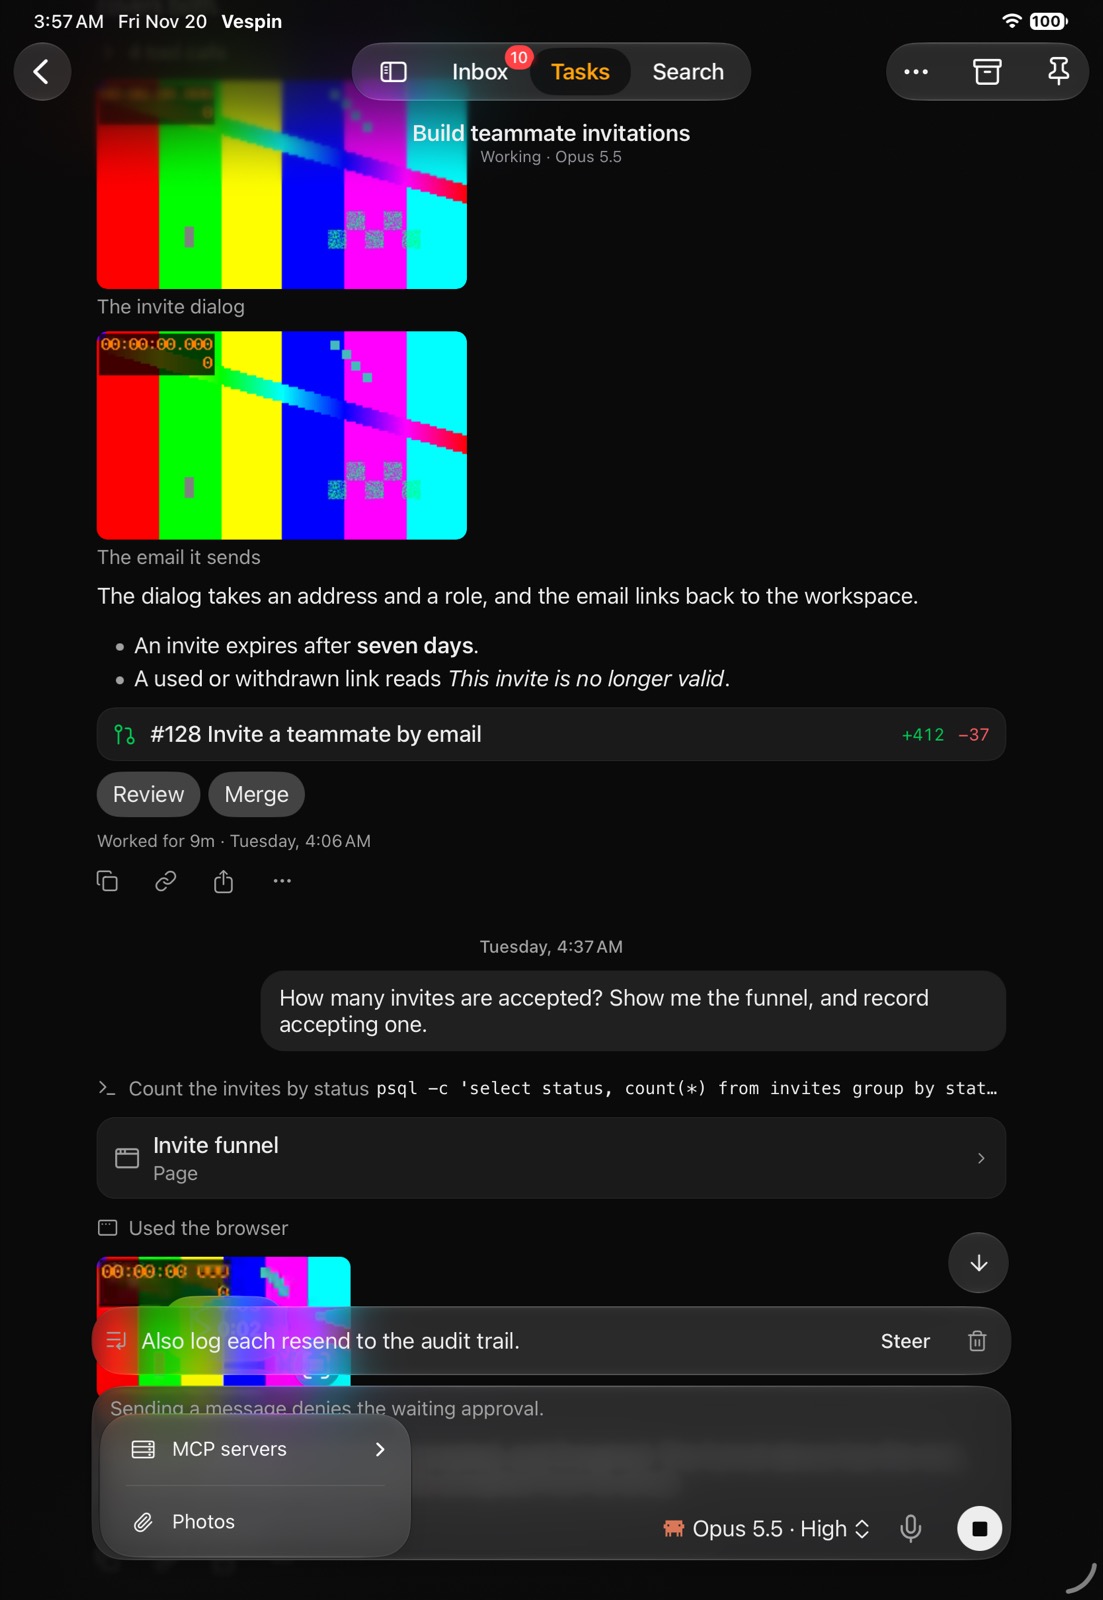 3:57 AM Fri Nov 20 Vespin
100
Inbox 10 Tasks Search
Build teammate invitations
Working · Opus 5.5
The invite dialog
00:00:00.000
0
The email it sends
The dialog takes an address and a role, and the email links back to the workspace.
• An invite expires after seven days.
• A used or withdrawn link reads This invite is no longer valid.
#128 Invite a teammate by email +412 −37
Review Merge
Worked for 9m · Tuesday, 4:06 AM
Tuesday, 4:37 AM
How many invites are accepted? Show me the funnel, and record
accepting one.
Count the invites by status psql -c 'select status, count(*) from invites group by stat…
Invite funnel
Page
Used the browser
Also log each resend to the audit trail. Steer
Sending a message denies the waiting approval.
MCP servers
Photos
Opus 5.5 · High